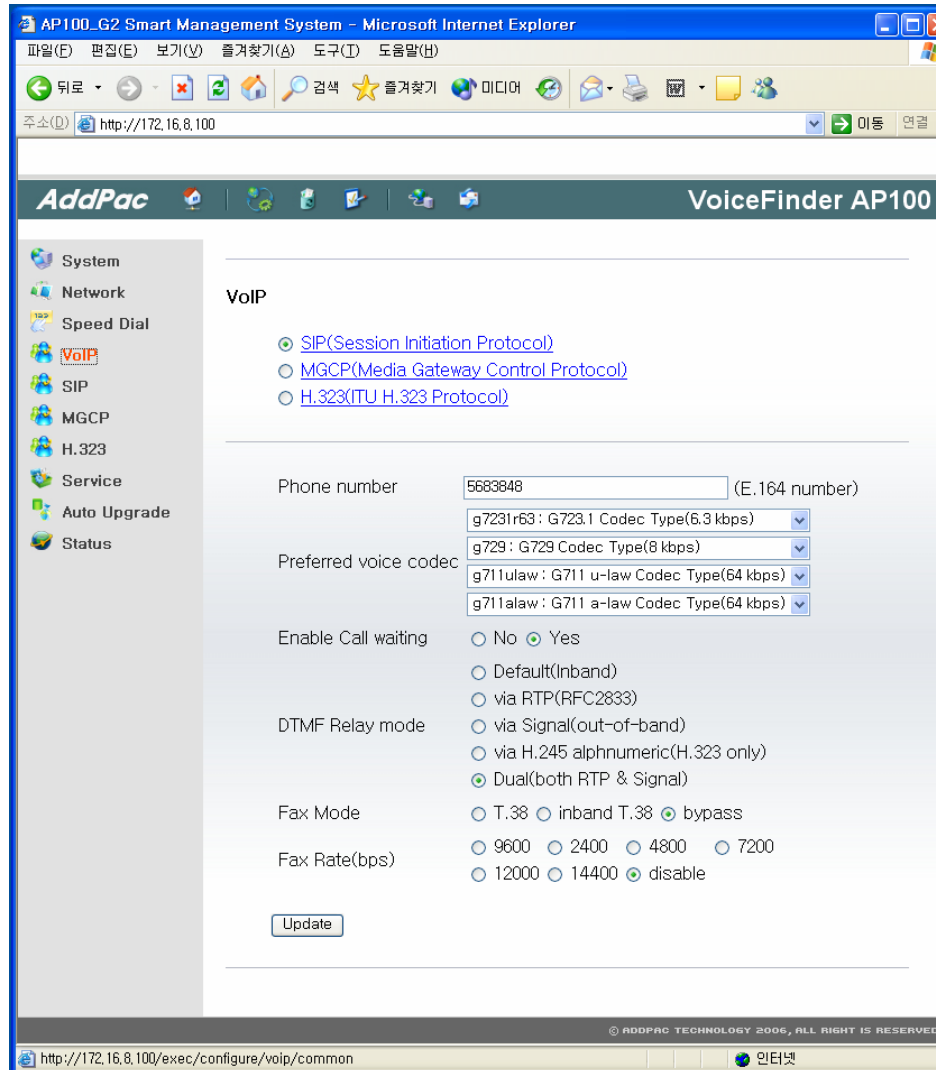 AP100_G2 Smart Management System - Microsoft Internet Explorer
파일(F) 편집(E) 보기(V) 즐겨찾기(A) 도구(T) 도움말(H)
뒤로 검색 즐겨찾기 미디어
주소(D) http://172.16.8.100 이동 연결
AddPac VoiceFinder AP100
System
Network
Speed Dial
VoIP
SIP
MGCP
H.323
Service
Auto Upgrade
Status
VoIP
SIP(Session Initiation Protocol)
MGCP(Media Gateway Control Protocol)
H.323(ITU H.323 Protocol)
Phone number 5683848 (E.164 number)
Preferred voice codec
g7231r63 : G723.1 Codec Type(6.3 kbps)
g729 : G729 Codec Type(8 kbps)
g711ulaw : G711 u-law Codec Type(64 kbps)
g711alaw : G711 a-law Codec Type(64 kbps)
Enable Call waiting No Yes
DTMF Relay mode
Default(Inband)
via RTP(RFC2833)
via Signal(out-of-band)
via H.245 alphnumeric(H.323 only)
Dual(both RTP & Signal)
Fax Mode T.38 inband T.38 bypass
Fax Rate(bps)
9600 2400 4800 7200
12000 14400 disable
Update
© ADDPAC TECHNOLOGY 2006, ALL RIGHT IS RESERVED
http://172.16.8.100/exec/configure/voip/common 인터넷